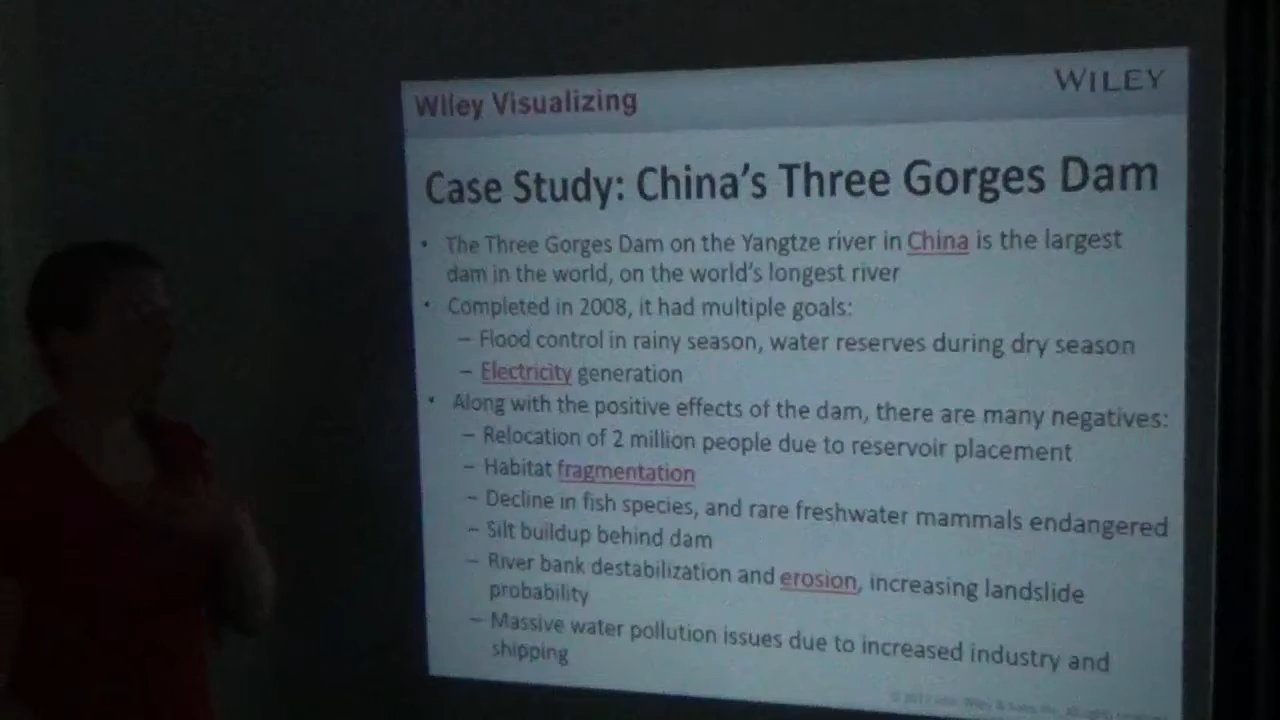 WILEY
Wiley Visualizing
Case Study: China's Three Gorges Dam
• The Three Gorges Dam on the Yangtze river in China is the largest
dam in the world, on the world's longest river
• Completed in 2008, it had multiple goals:
– Flood control in rainy season, water reserves during dry season
– Electricity generation
• Along with the positive effects of the dam, there are many negatives:
– Relocation of 2 million people due to reservoir placement
– Habitat fragmentation
– Decline in fish species, and rare freshwater mammals endangered
– Silt buildup behind dam
– River bank destabilization and erosion, increasing landslide
probability
– Massive water pollution issues due to increased industry and
shipping